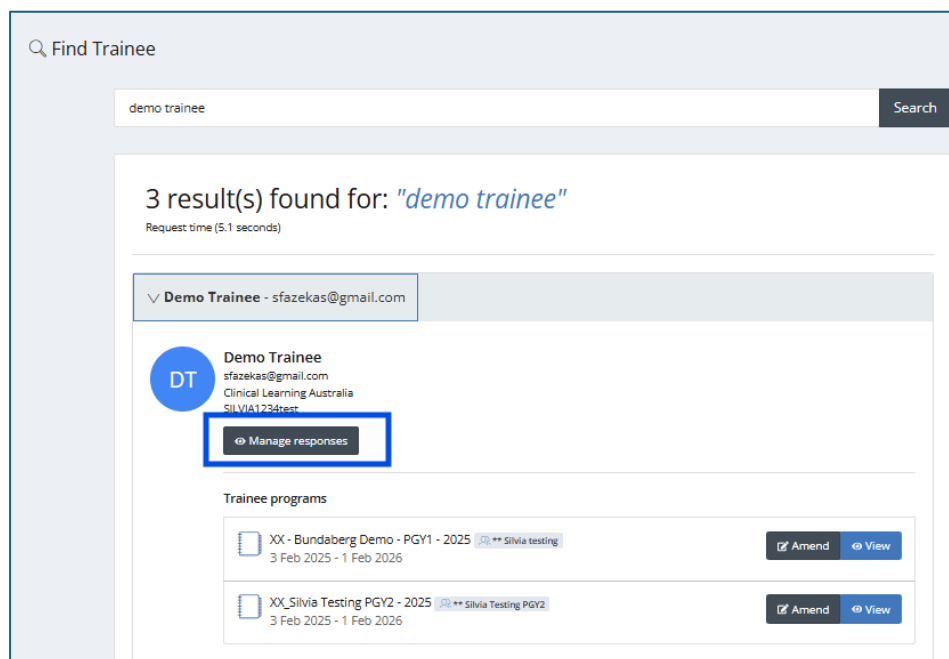 Find Trainee
demo trainee
Search
3 result(s) found for: "demo trainee"
Request time (5.1 seconds)
Demo Trainee - sfazekas@gmail.com
DT
Demo Trainee
sfazekas@gmail.com
Clinical Learning Australia
SILVIA1234test
Manage responses
Trainee programs
XX - Bundaberg Demo - PGY1 - 2025 ** Silvia testing
3 Feb 2025 - 1 Feb 2026
Amend
View
XX_Silvia Testing PGY2 - 2025 ** Silvia Testing PGY2
3 Feb 2025 - 1 Feb 2026
Amend
View